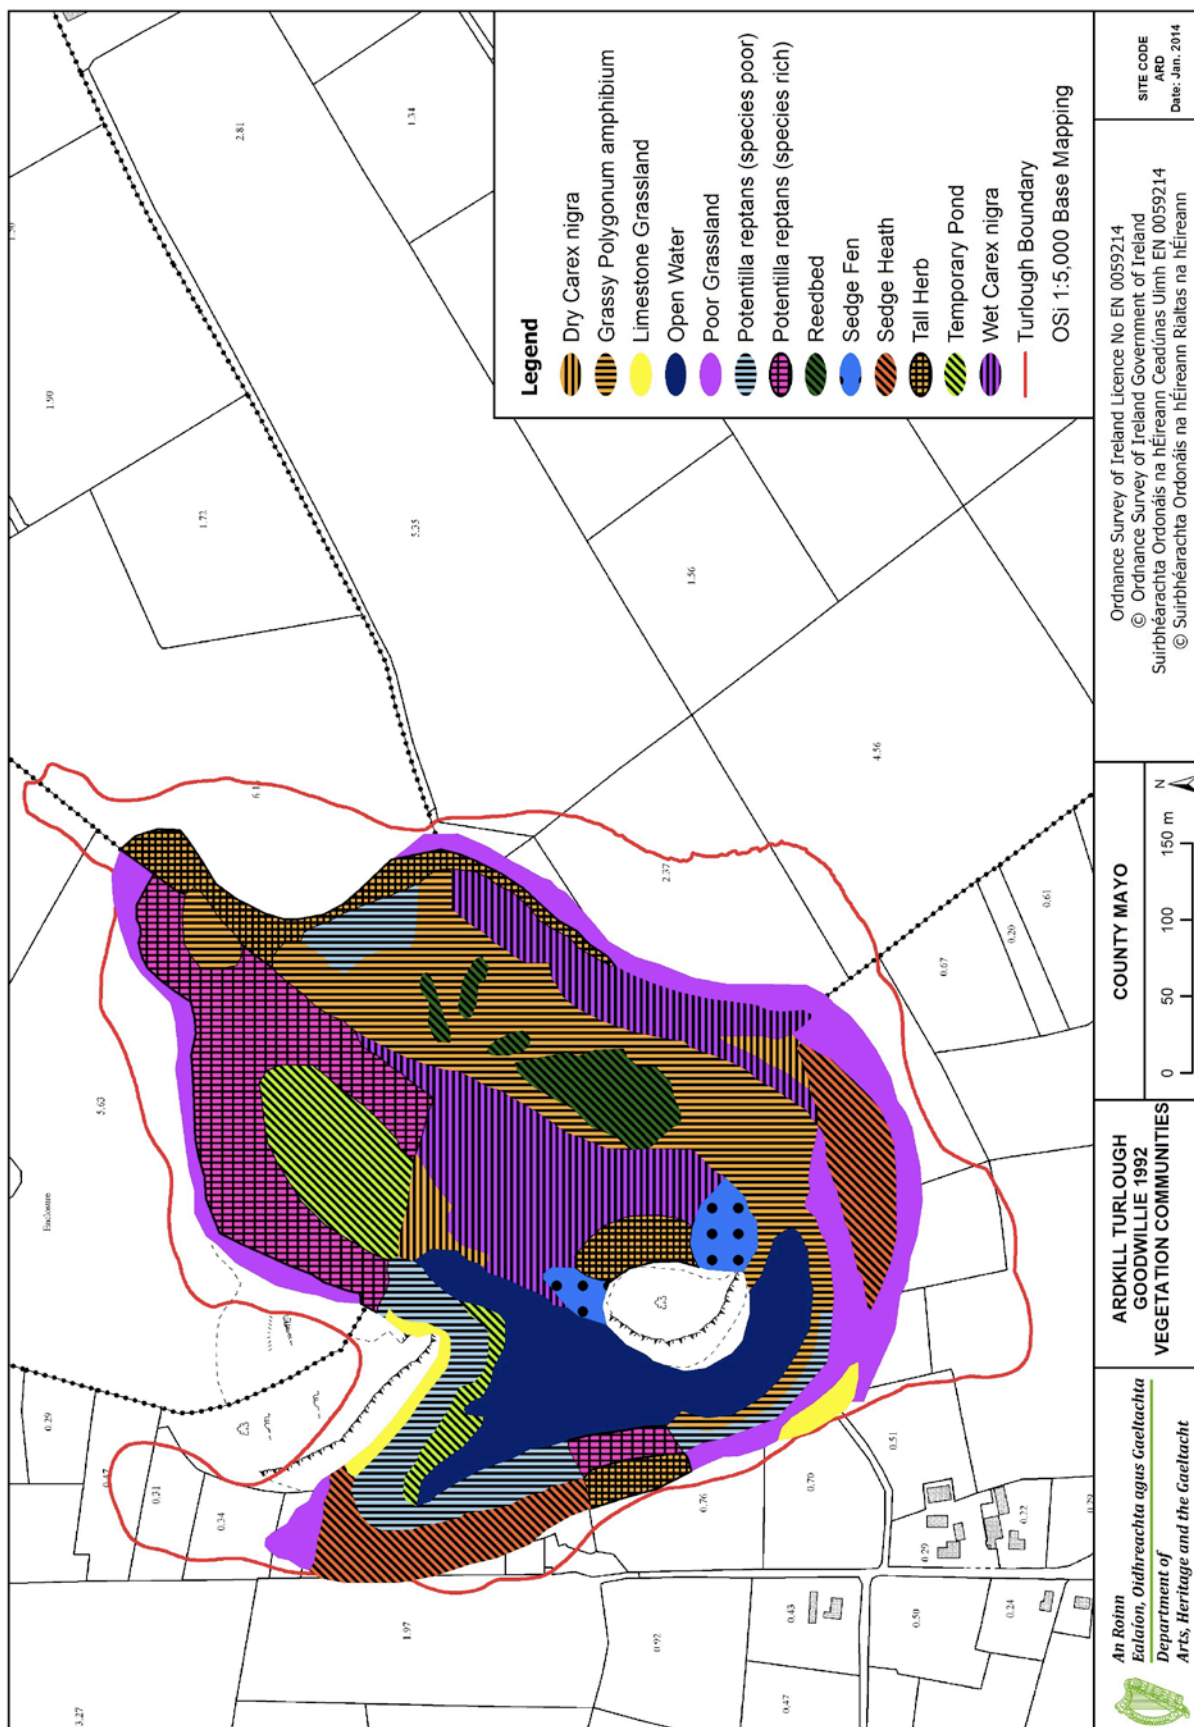 Legend
Dry Carex nigra
Grassy Polygonum amphibium
Limestone Grassland
Open Water
Poor Grassland
Potentilla reptans (species poor)
Potentilla reptans (species rich)
Reedbed
Sedge Fen
Sedge Heath
Tall Herb
Temporary Pond
Wet Carex nigra
Turlough Boundary
OSi 1:5,000 Base Mapping
3.27
1.97
0.92
0.47
0.43
0.50
0.24
0.29
0.47
0.31
0.34
0.76
0.70
0.51
0.29
0.22
Enclosure
5.63
2.37
4.56
0.67
0.20
0.61
1.90
1.72
5.35
1.56
2.81
1.34
An Roinn
Ealaíon, Oidhreachta agus Gaeltachta
Department of
Arts, Heritage and the Gaeltacht
ARDKILL TURLOUGH
GOODWILLIE 1992
VEGETATION COMMUNITIES
COUNTY MAYO
0 50 100 150 m
N
Ordnance Survey of Ireland Licence No EN 0059214
© Ordnance Survey of Ireland Government of Ireland
Suirbhéarachta Ordonáis na hÉireann Ceadúnas Uimh EN 0059214
© Suirbhéarachta Ordonáis na hÉireann Rialtas na hÉireann
SITE CODE
ARD
Date: Jan. 2014